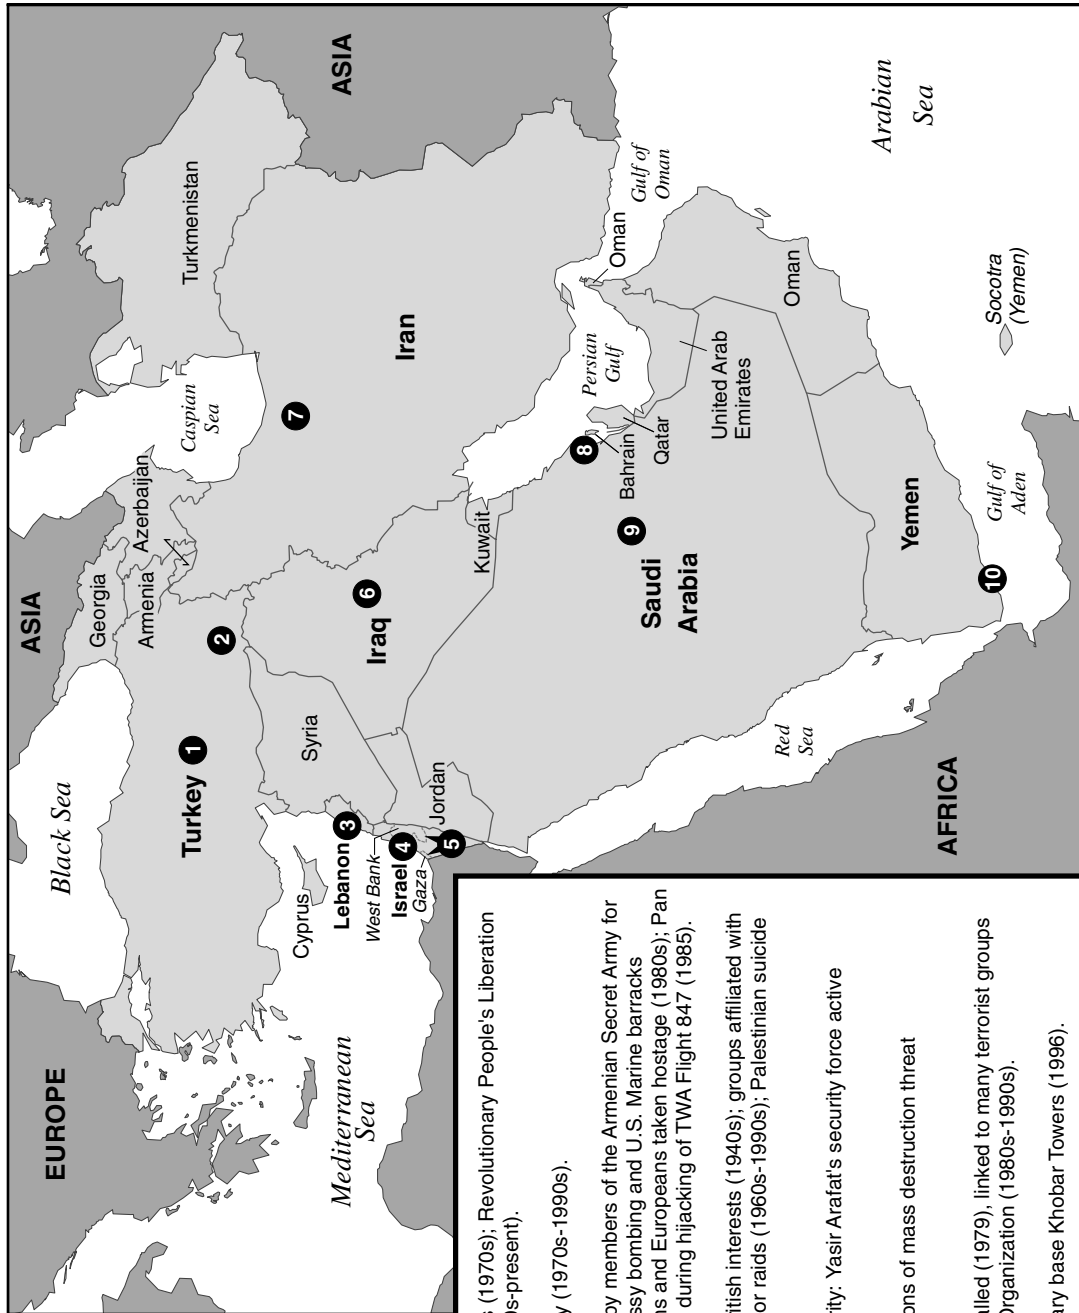 EUROPE
ASIA
ASIA
AFRICA
Black Sea
Mediterranean
Sea
Caspian
Sea
Red
Sea
Persian
Gulf
Gulf of
Oman
Gulf of
Aden
Arabian
Sea
Turkey
Georgia
Armenia
Azerbaijan
Turkmenistan
Cyprus
Lebanon
West Bank
Israel
Gaza
Syria
Jordan
Iraq
Iran
Kuwait
Bahrain
Qatar
United Arab
Emirates
Oman
Oman
Saudi
Arabia
Yemen
Socotra
(Yemen)
1
2
3
4
5
6
7
8
9
10
(1970s); Revolutionary People's Liberation
0s-present).
(1970s-1990s).
by members of the Armenian Secret Army for
ssy bombing and U.S. Marine barracks
ns and Europeans taken hostage (1980s); Pan
during hijacking of TWA Flight 847 (1985).
itish interests (1940s); groups affiliated with
or raids (1960s-1990s); Palestinian suicide
rity: Yasir Arafat's security force active
ons of mass destruction threat
alled (1979), linked to many terrorist groups
Organization (1980s-1990s).
ary base Khobar Towers (1996).